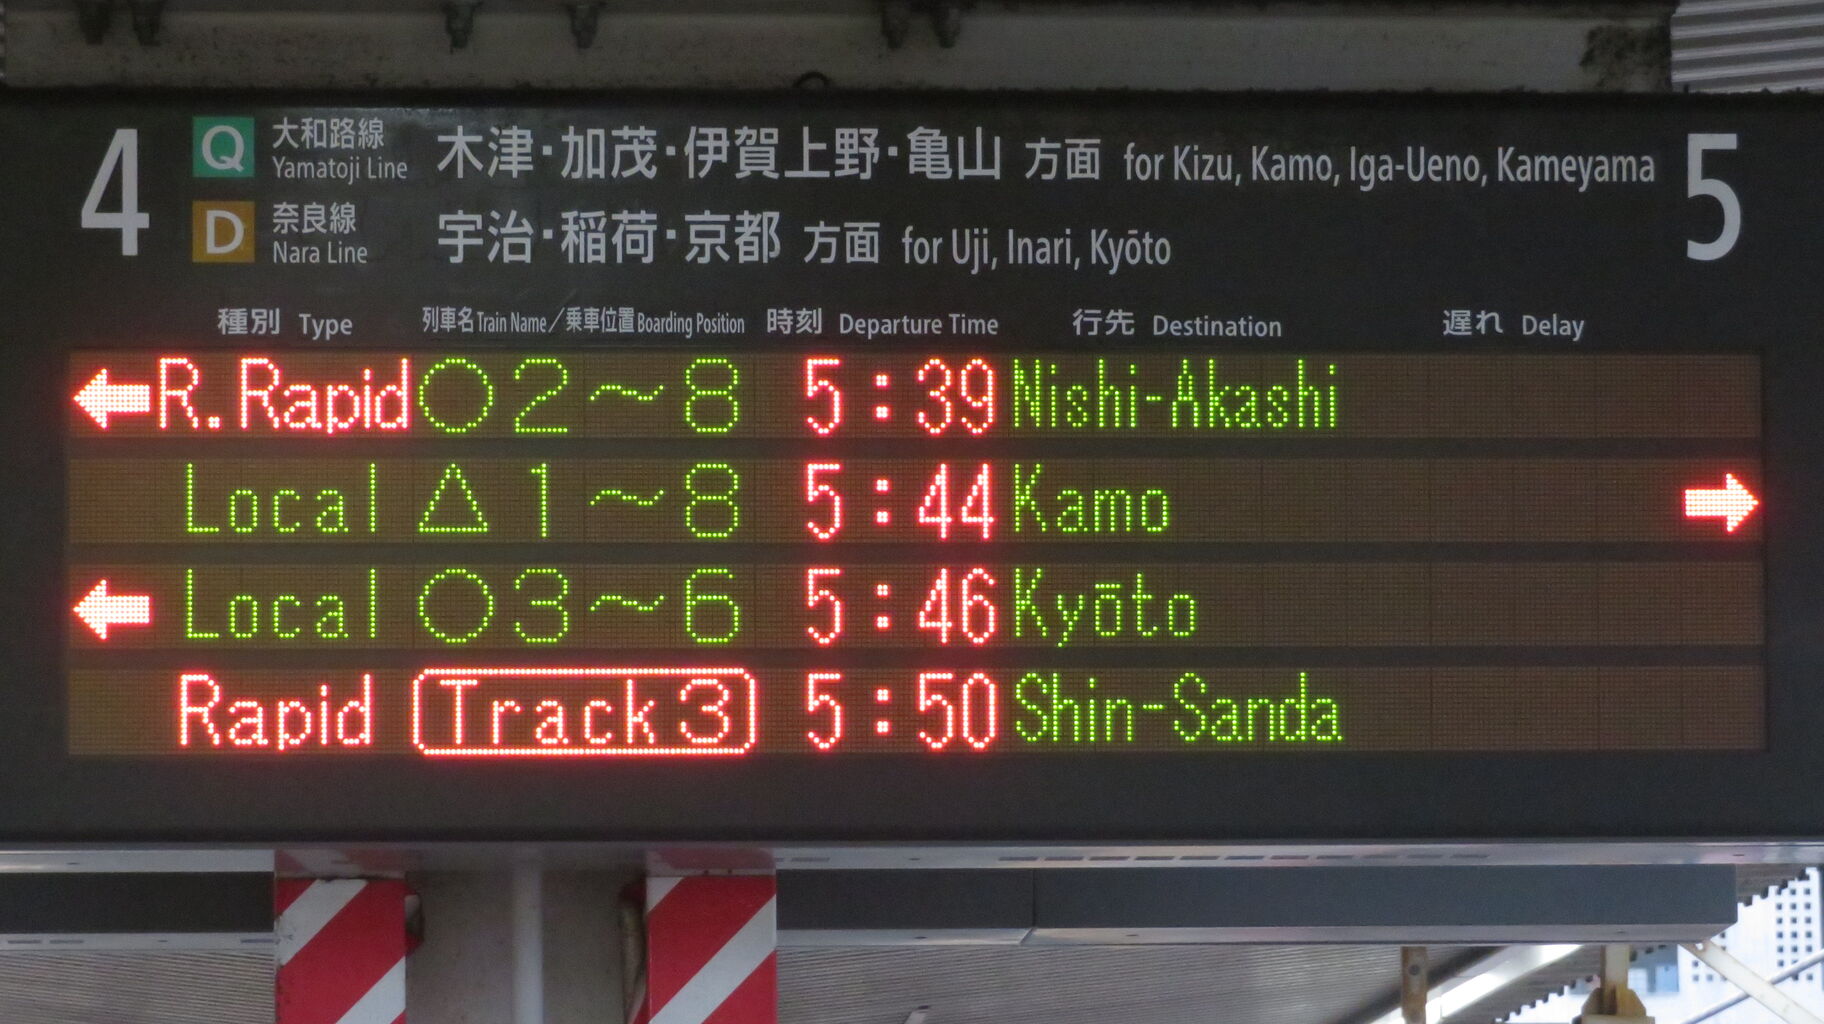 4 Q 大和路線 木津・加茂・伊賀上野・亀山 方面 for Kizu, Kamo, Iga-Ueno, Kameyama 5
Yamatoji Line
D 奈良線 宇治・稲荷・京都 方面 for Uji, Inari, Kyōto
Nara Line
種別 Type 列車名 Train Name／乗車位置 Boarding Position 時刻 Departure Time 行先 Destination 遅れ Delay
← R.Rapid ○2～8 5:39 Nishi-Akashi
Local △1～8 5:44 Kamo →
← Local ○3～6 5:46 Kyōto
Rapid Track3 5:50 Shin-Sanda